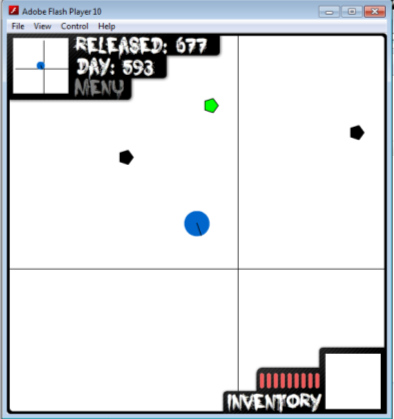 Adobe Flash Player 10
File View Control Help
RELEASED: 677
DAY: 593
MENU
INVENTORY